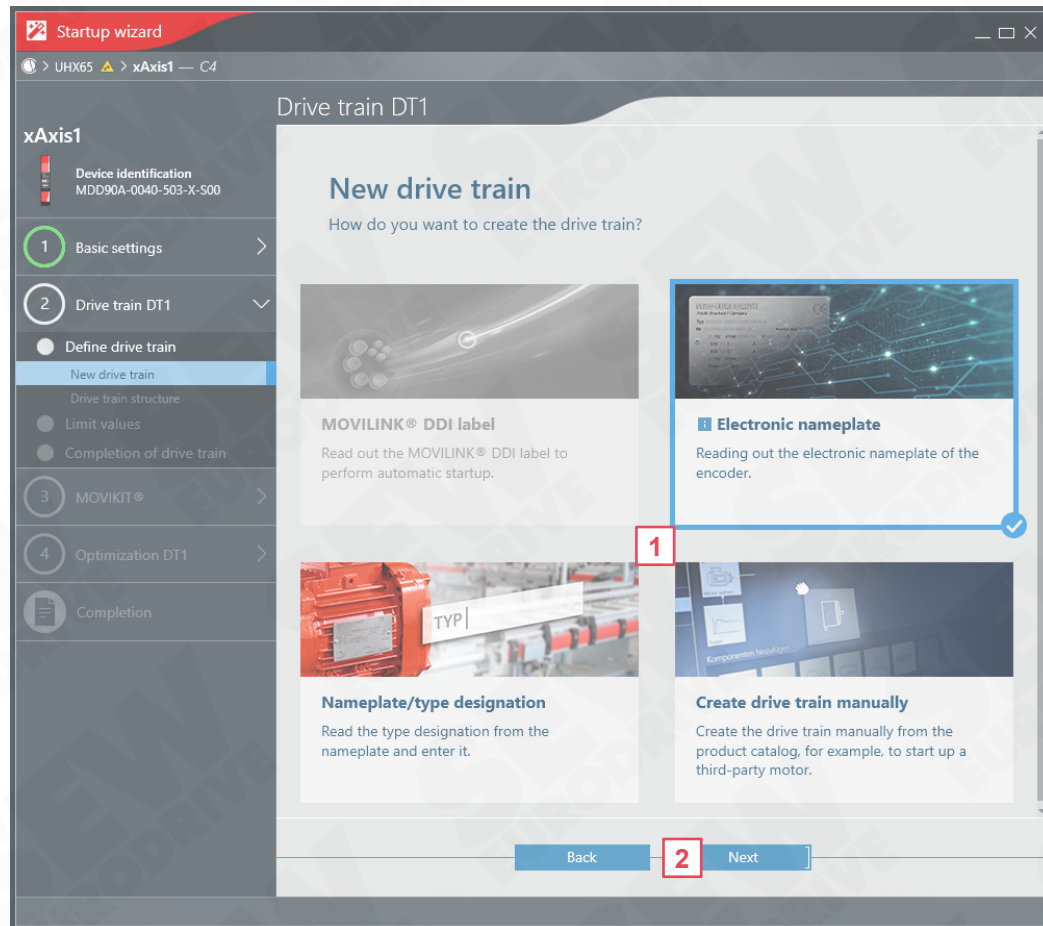 Startup wizard
> UHX65 > xAxis1 — C4
Drive train DT1
xAxis1
Device identification
MDD90A-0040-503-X-S00
1 Basic settings
2 Drive train DT1
Define drive train
New drive train
Drive train structure
Limit values
Completion of drive train
3 MOVIKIT®
4 Optimization DT1
Completion
New drive train
How do you want to create the drive train?
MOVILINK® DDI label
Read out the MOVILINK® DDI label to
perform automatic startup.
i Electronic nameplate
Reading out the electronic nameplate of the
encoder.
1
TYP
Nameplate/type designation
Read the type designation from the
nameplate and enter it.
Komponenten hinzufügen
Create drive train manually
Create the drive train manually from the
product catalog, for example, to start up a
third-party motor.
Back
2
Next
SEW
EURODRIVE